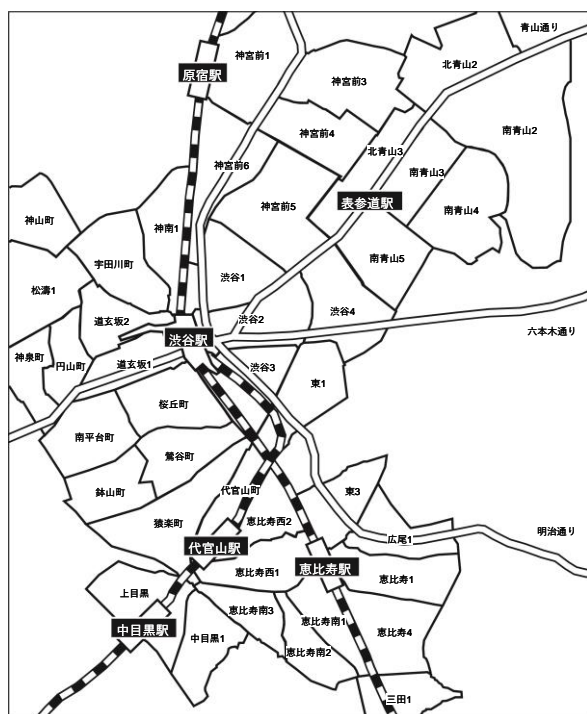 青山通り
神宮前1
北青山2
原宿駅
神宮前3
南青山2
神宮前4
北青山3
神宮前6
南青山3
表参道駅
神宮前5
南青山4
神山町
神南1
宇田川町
南青山5
渋谷1
松濤1
道玄坂2
渋谷2
渋谷4
六本木通り
渋谷駅
神泉町
円山町
道玄坂1
渋谷3
東1
桜丘町
南平台町
鶯谷町
鉢山町
代官山町
東3
猿楽町
恵比寿西2
明治通り
広尾1
代官山駅
恵比寿駅
恵比寿西1
恵比寿1
上目黒
恵比寿南3
恵比寿南1
中目黒駅
中目黒1
恵比寿4
恵比寿南2
三田1